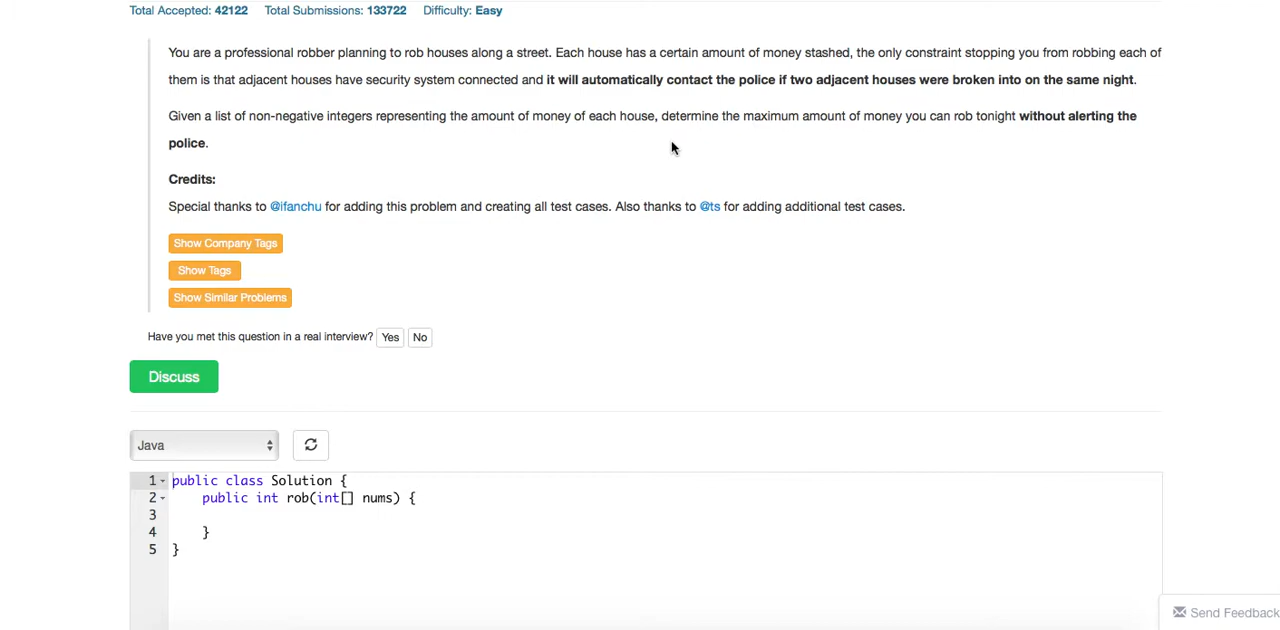 Total Accepted: 42122 Total Submissions: 133722 Difficulty: Easy
You are a professional robber planning to rob houses along a street. Each house has a certain amount of money stashed, the only constraint stopping you from robbing each of
them is that adjacent houses have security system connected and it will automatically contact the police if two adjacent houses were broken into on the same night.
Given a list of non-negative integers representing the amount of money of each house, determine the maximum amount of money you can rob tonight without alerting the
police.
Credits:
Special thanks to @ifanchu for adding this problem and creating all test cases. Also thanks to @ts for adding additional test cases.
Show Company Tags
Show Tags
Show Similar Problems
Have you met this question in a real interview? Yes No
Discuss
Java
1 public class Solution {
2 public int rob(int[] nums) {
3
4 }
5 }
Send Feedback